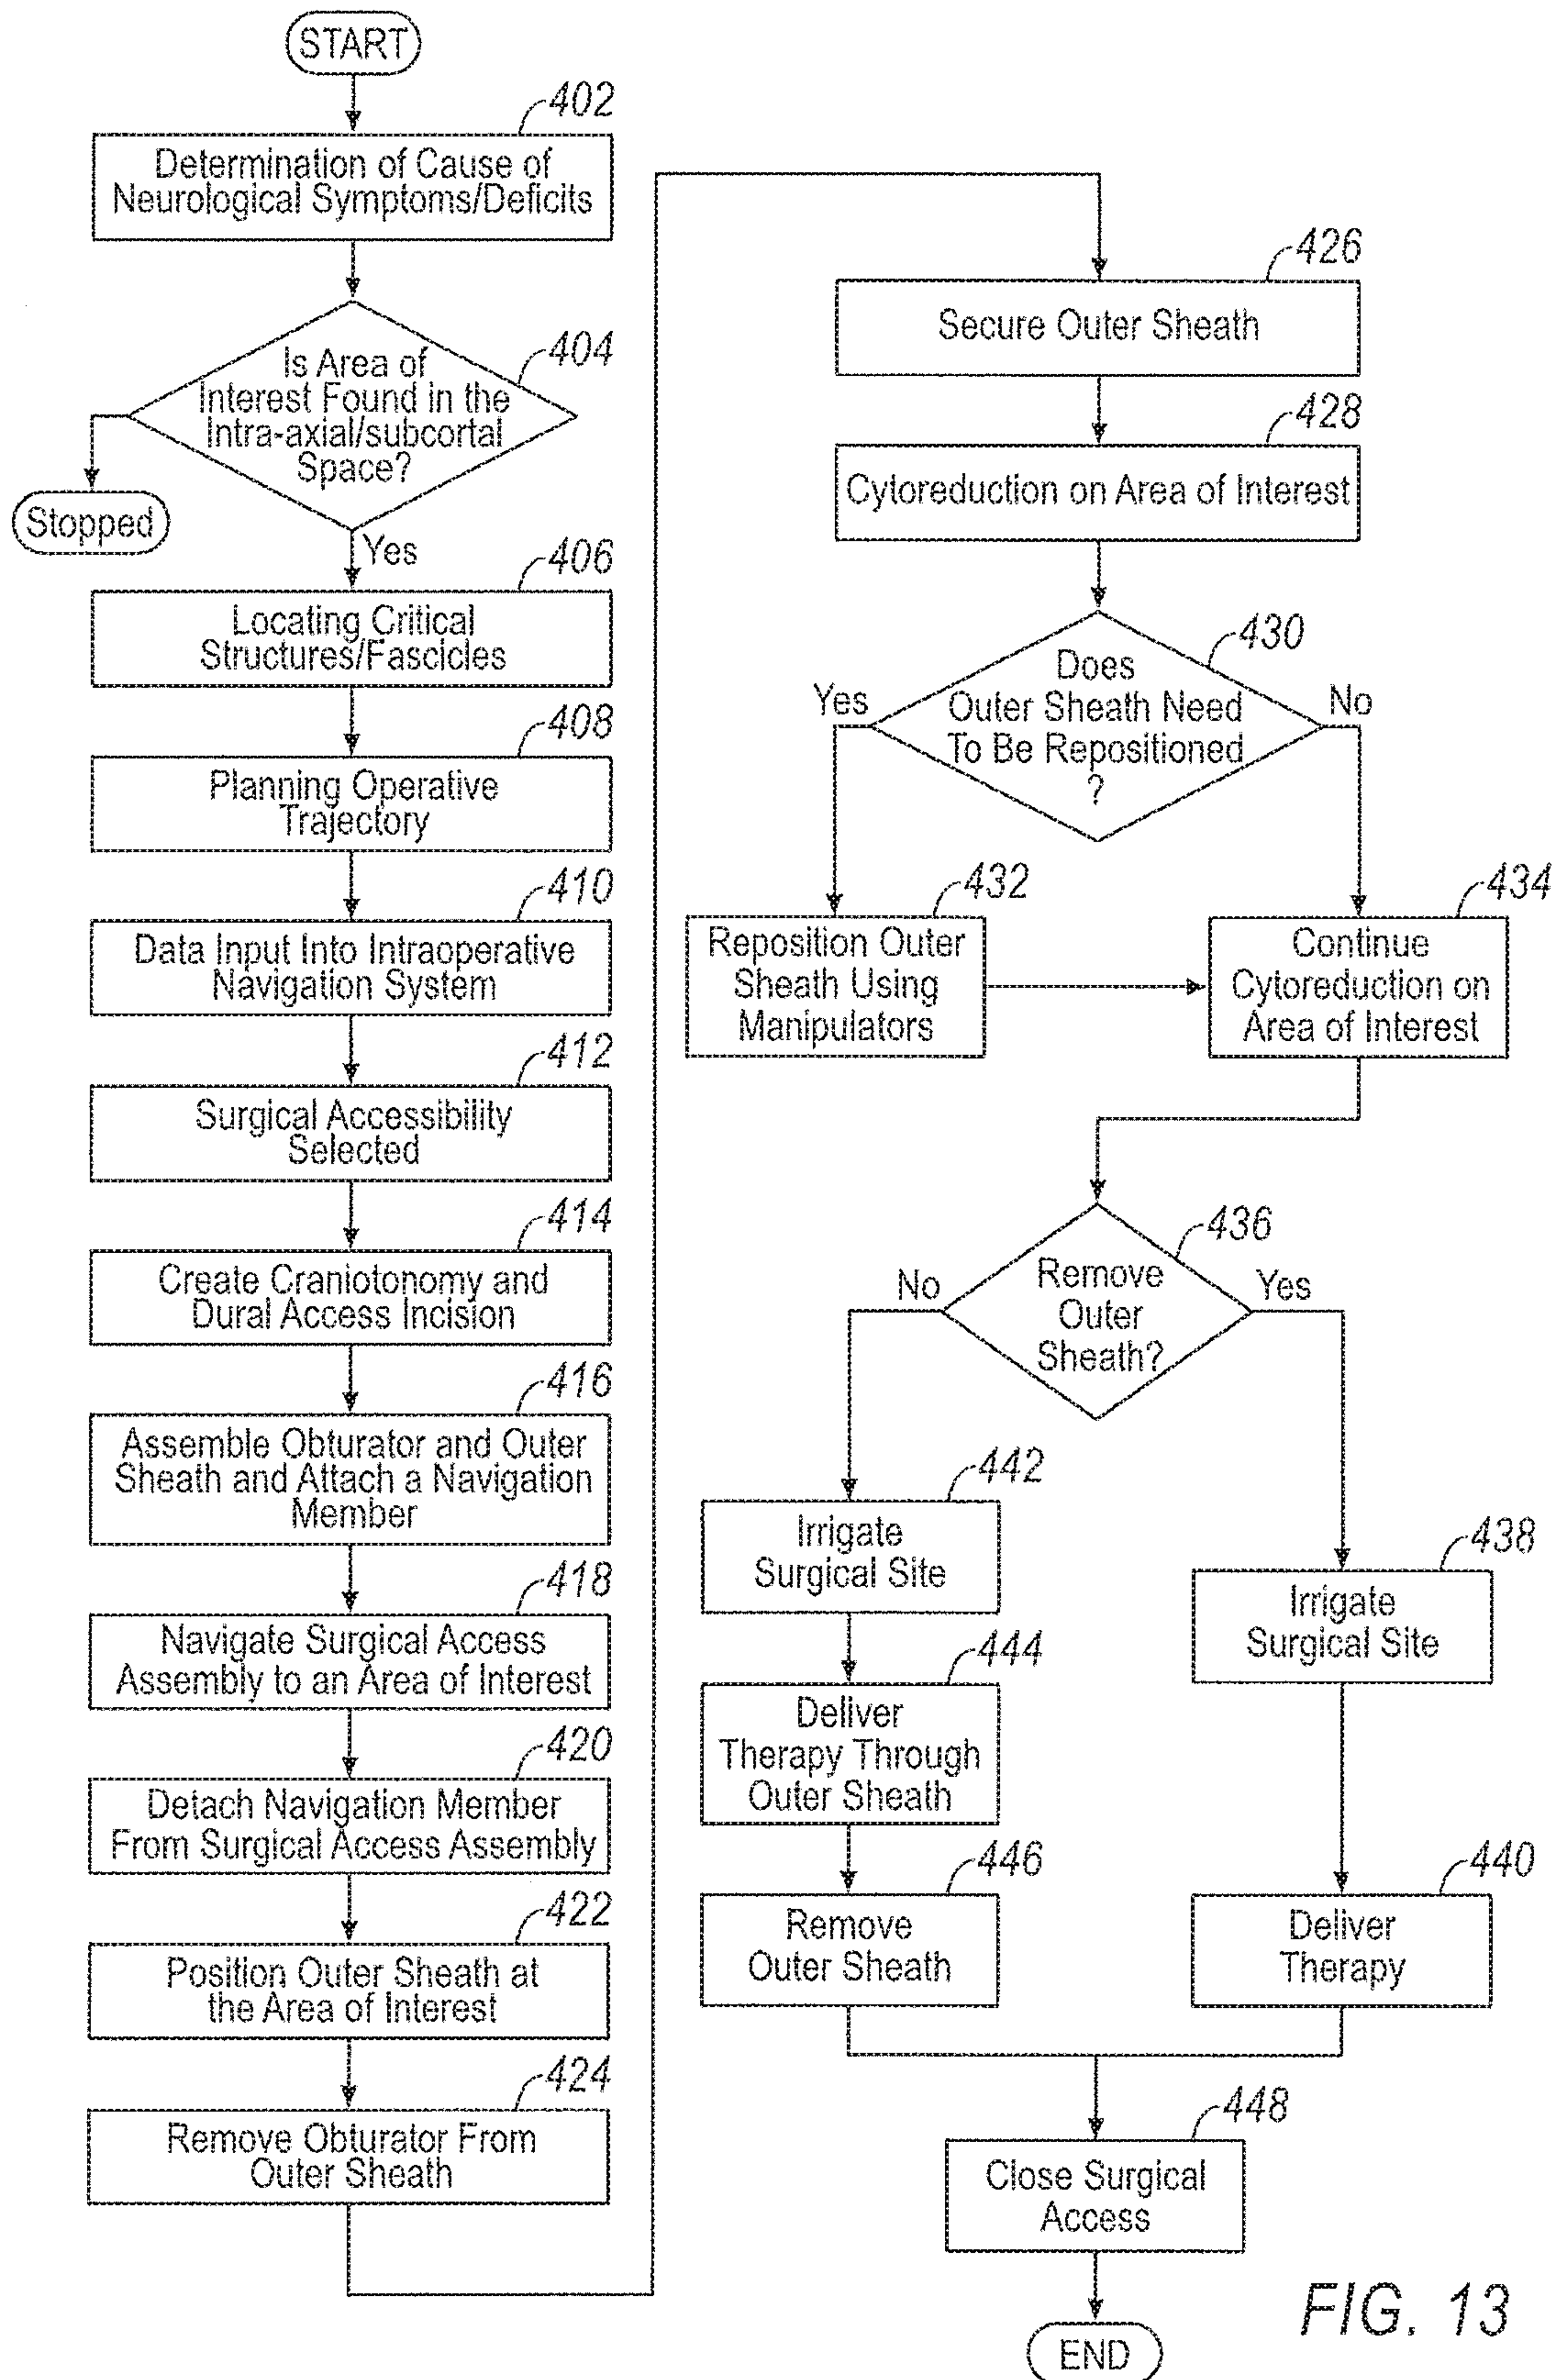 START
402
Determination of Cause of
Neurological Symptoms/Deficits
404
Is Area of
Interest Found in the
Intra-axial/subcortal
Space?
Stopped
Yes
406
Locating Critical
Structures/Fascicles
408
Planning Operative
Trajectory
410
Data Input Into Intraoperative
Navigation System
412
Surgical Accessibility
Selected
414
Create Craniotonomy and
Dural Access Incision
416
Assemble Obturator and Outer
Sheath and Attach a Navigation
Member
418
Navigate Surgical Access
Assembly to an Area of Interest
420
Detach Navigation Member
From Surgical Access Assembly
422
Position Outer Sheath at
the Area of Interest
424
Remove Obturator From
Outer Sheath
426
Secure Outer Sheath
428
Cytoreduction on Area of Interest
430
Does
Outer Sheath Need
To Be Repositioned
?
Yes
No
432
Reposition Outer
Sheath Using
Manipulators
434
Continue
Cytoreduction on
Area of Interest
436
Remove
Outer
Sheath?
No
Yes
442
Irrigate
Surgical Site
444
Deliver
Therapy Through
Outer Sheath
446
Remove
Outer Sheath
438
Irrigate
Surgical Site
440
Deliver
Therapy
448
Close Surgical
Access
END
FIG. 13